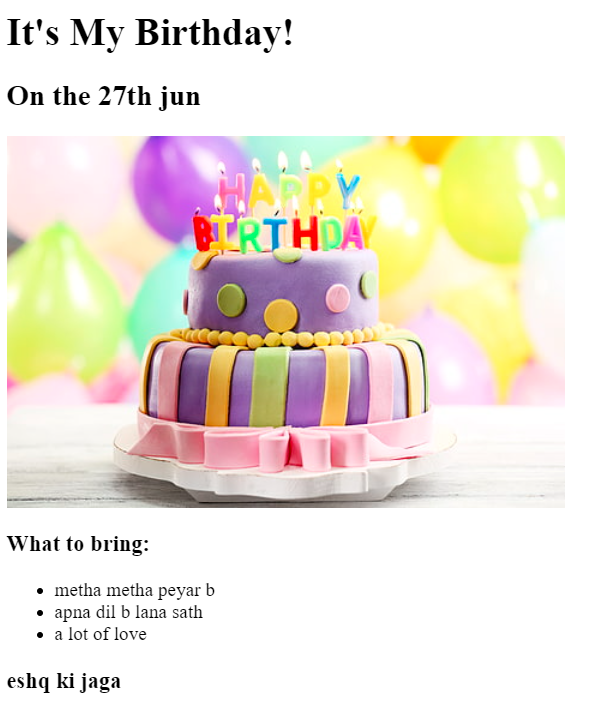 It's My Birthday!
On the 27th jun
HAPPY
BIRTHDAY
What to bring:
metha metha peyar b
apna dil b lana sath
a lot of love
eshq ki jaga